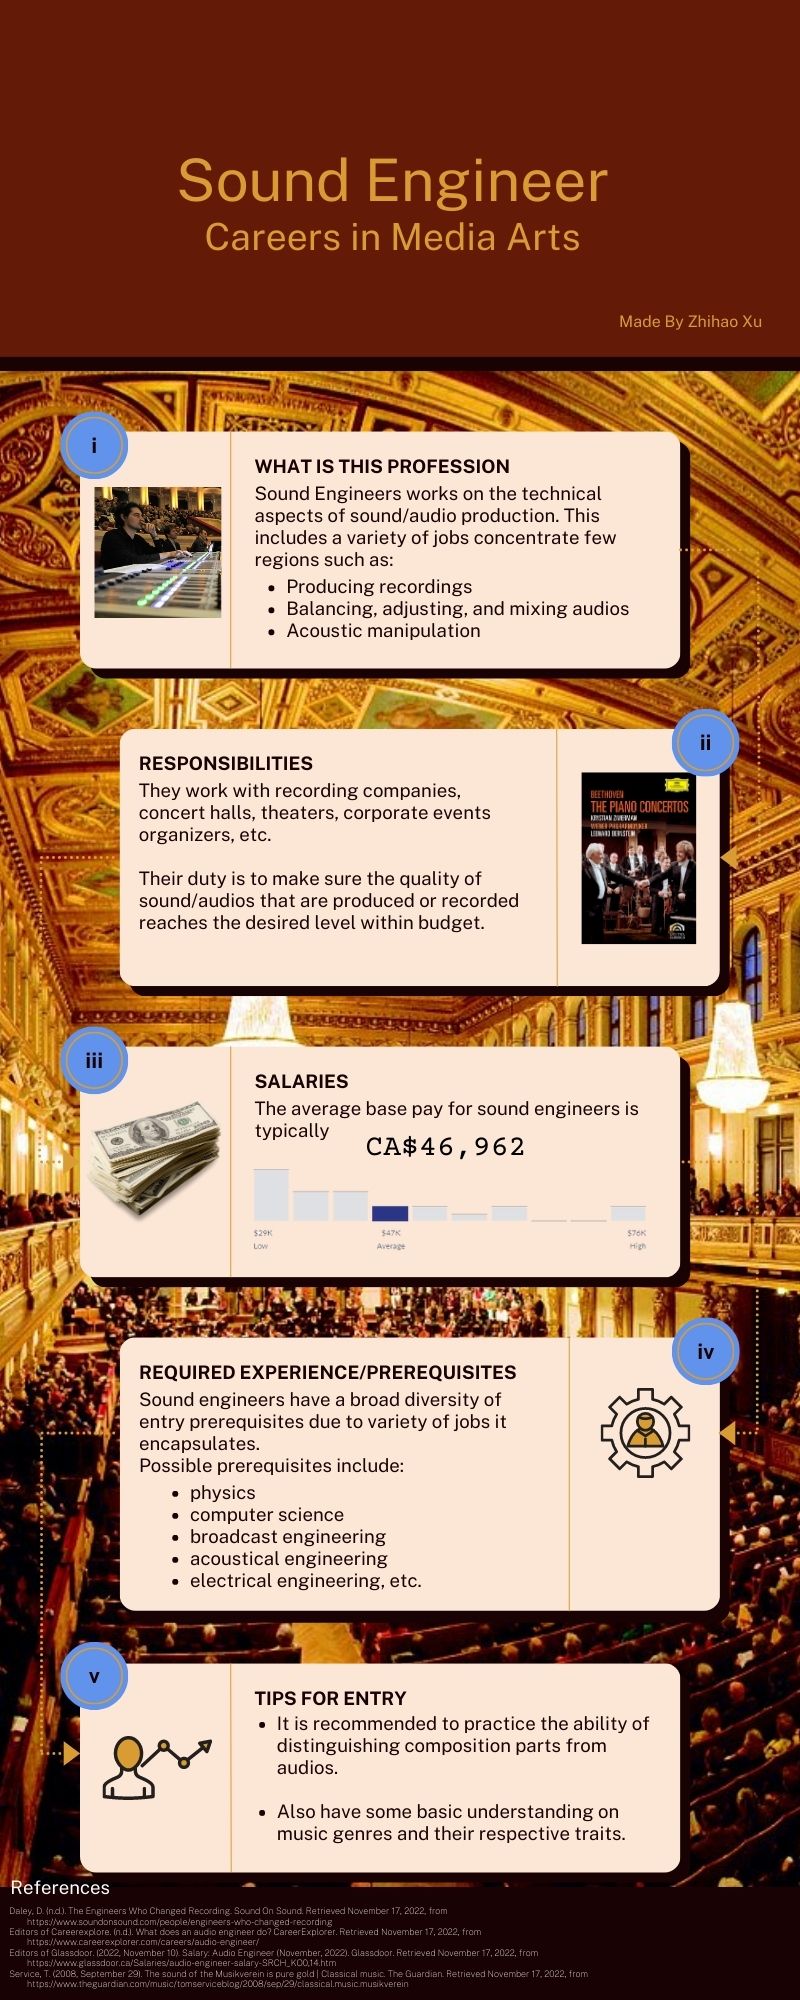 Sound Engineer
Careers in Media Arts
Made By Zhihao Xu
i
WHAT IS THIS PROFESSION
Sound Engineers works on the technical
aspects of sound/audio production. This
includes a variety of jobs concentrate few
regions such as:
• Producing recordings
• Balancing, adjusting, and mixing audios
• Acoustic manipulation
ii
RESPONSIBILITIES
They work with recording companies,
concert halls, theaters, corporate events
organizers, etc.
Their duty is to make sure the quality of
sound/audios that are produced or recorded
reaches the desired level within budget.
BEETHOVEN
THE PIANO CONCERTOS
KRYSTIAN ZIMERMAN
WIENER PHILHARMONIKER
LEONARD BERNSTEIN
iii
SALARIES
The average base pay for sound engineers is
typically
CA$46,962
$29K $47K $76K
Low Average High
iv
REQUIRED EXPERIENCE/PREREQUISITES
Sound engineers have a broad diversity of
entry prerequisites due to variety of jobs it
encapsulates.
Possible prerequisites include:
• physics
• computer science
• broadcast engineering
• acoustical engineering
• electrical engineering, etc.
v
TIPS FOR ENTRY
• It is recommended to practice the ability of
distinguishing composition parts from
audios.
• Also have some basic understanding on
music genres and their respective traits.
References
Daley, D. (n.d.). The Engineers Who Changed Recording. Sound On Sound. Retrieved November 17, 2022, from
https://www.soundonsound.com/people/engineers-who-changed-recording
Editors of Careerexplore. (n.d.). What does an audio engineer do? CareerExplorer. Retrieved November 17, 2022, from
https://www.careerexplorer.com/careers/audio-engineer/
Editors of Glassdoor. (2022, November 10). Salary: Audio Engineer (November, 2022). Glassdoor. Retrieved November 17, 2022, from
https://www.glassdoor.ca/Salaries/audio-engineer-salary-SRCH_KO0,14.htm
Service, T. (2008, September 29). The sound of the Musikverein is pure gold | Classical music. The Guardian. Retrieved November 17, 2022, from
https://www.theguardian.com/music/tomserviceblog/2008/sep/29/classical.music.musikverein